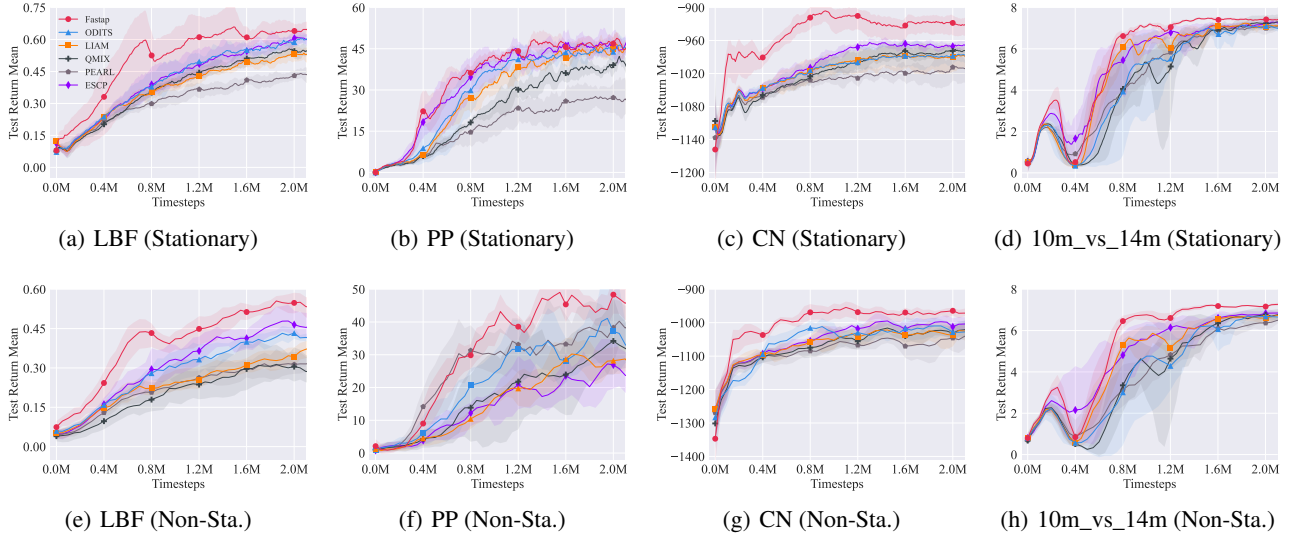 0.75
0.60
0.45
0.30
0.15
0.00
Test Return Mean
Fastap
ODITS
LIAM
QMIX
PEARL
ESCP
0.0M 0.4M 0.8M 1.2M 1.6M 2.0M
Timesteps
(a) LBF (Stationary)
60
45
30
15
0
Test Return Mean
0.0M 0.4M 0.8M 1.2M 1.6M 2.0M
Timesteps
(b) PP (Stationary)
−900
−960
−1020
−1080
−1140
−1200
Test Return Mean
0.0M 0.4M 0.8M 1.2M 1.6M 2.0M
Timesteps
(c) CN (Stationary)
8
6
4
2
0
Test Return Mean
0.0M 0.4M 0.8M 1.2M 1.6M 2.0M
Timesteps
(d) 10m_vs_14m (Stationary)
0.60
0.45
0.30
0.15
0.00
Test Return Mean
0.0M 0.4M 0.8M 1.2M 1.6M 2.0M
Timesteps
(e) LBF (Non-Sta.)
50
40
30
20
10
0
Test Return Mean
0.0M 0.4M 0.8M 1.2M 1.6M 2.0M
Timesteps
(f) PP (Non-Sta.)
−900
−1000
−1100
−1200
−1300
−1400
Test Return Mean
0.0M 0.4M 0.8M 1.2M 1.6M 2.0M
Timesteps
(g) CN (Non-Sta.)
8
6
4
2
0
Test Return Mean
0.0M 0.4M 0.8M 1.2M 1.6M 2.0M
Timesteps
(h) 10m_vs_14m (Non-Sta.)